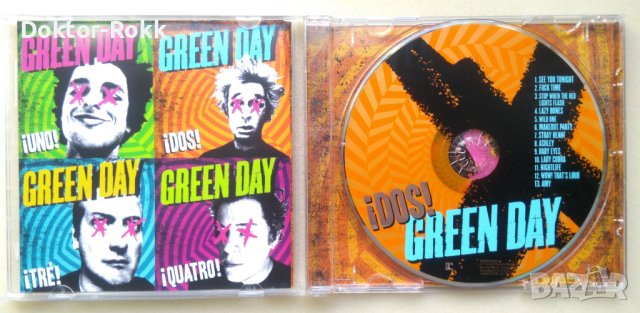 Doktor-Rokk
GREEN DAY
¡UNO!
GREEN DAY
¡DOS!
GREEN DAY
¡TRÉ!
GREEN DAY
¡QUATRO!
1. SEE YOU TONIGHT
2. FUCK TIME
3. STOP WHEN THE RED
LIGHTS FLASH
4. LAZY BONES
5. WILD ONE
6. MAKEOUT PARTY
7. STRAY HEART
8. ASHLEY
9. BABY EYES
10. LADY COBRA
11. NIGHTLIFE
12. WOW! THAT'S LOUD
13. AMY
¡DOS!
GREEN DAY
BAZAR